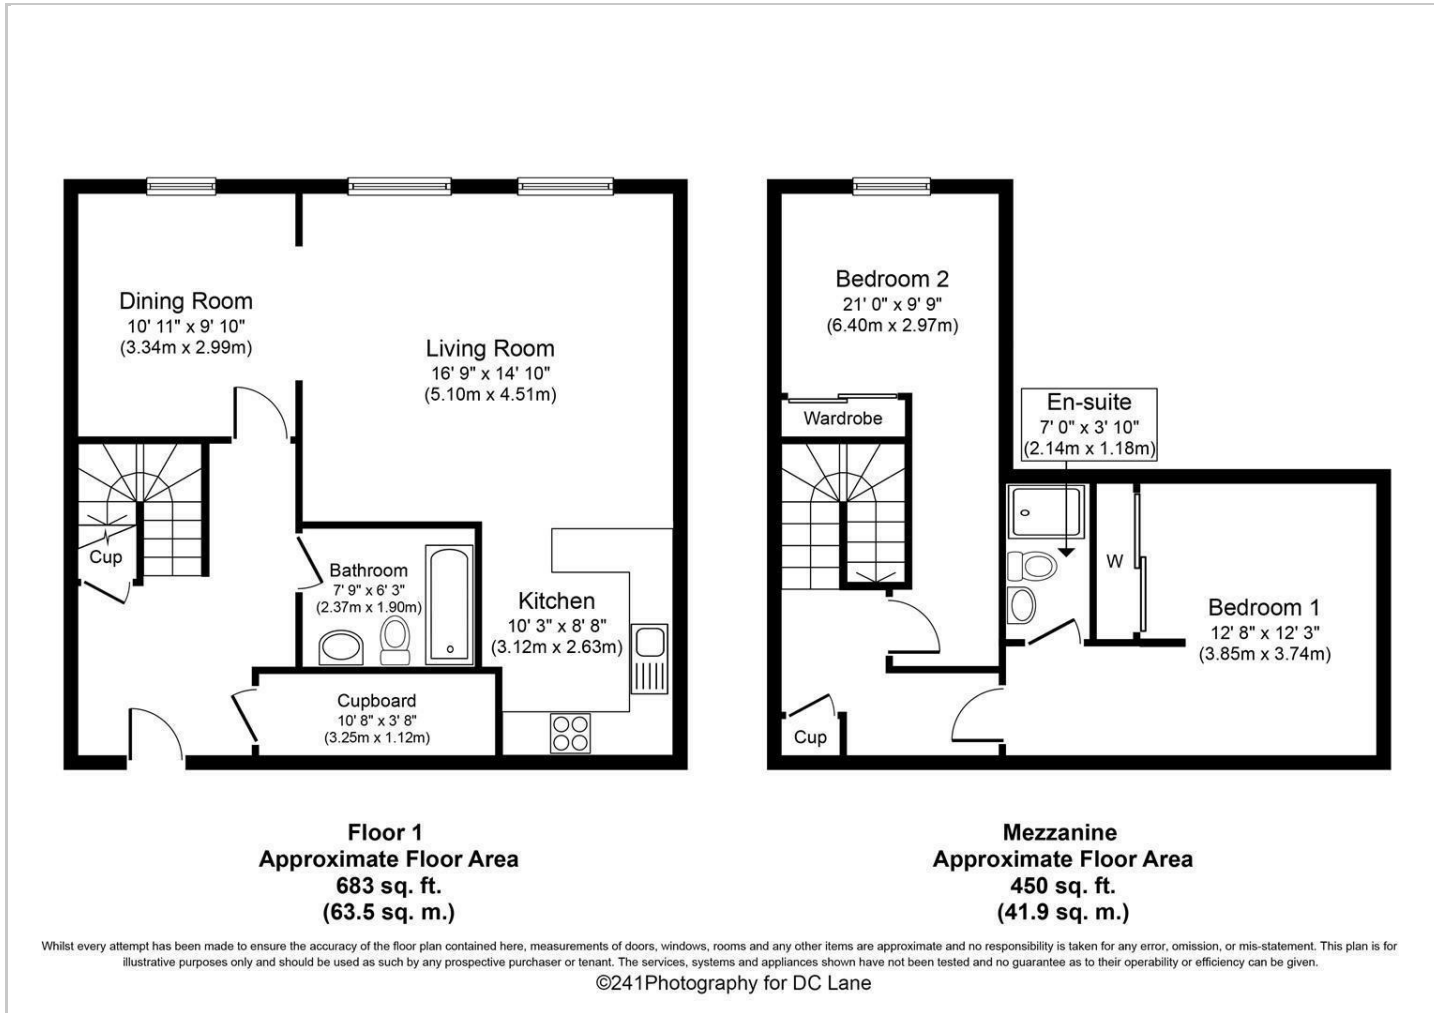 Dining Room
10' 11" x 9' 10"
(3.34m x 2.99m)
Living Room
16' 9" x 14' 10"
(5.10m x 4.51m)
Cup
Bathroom
7' 9" x 6' 3"
(2.37m x 1.90m)
Kitchen
10' 3" x 8' 8"
(3.12m x 2.63m)
Cupboard
10' 8" x 3' 8"
(3.25m x 1.12m)
Floor 1
Approximate Floor Area
683 sq. ft.
(63.5 sq. m.)
Bedroom 2
21' 0" x 9' 9"
(6.40m x 2.97m)
Wardrobe
En-suite
7' 0" x 3' 10"
(2.14m x 1.18m)
W
Bedroom 1
12' 8" x 12' 3"
(3.85m x 3.74m)
Cup
Mezzanine
Approximate Floor Area
450 sq. ft.
(41.9 sq. m.)
Whilst every attempt has been made to ensure the accuracy of the floor plan contained here, measurements of doors, windows, rooms and any other items are approximate and no responsibility is taken for any error, omission, or mis-statement. This plan is for
illustrative purposes only and should be used as such by any prospective purchaser or tenant. The services, systems and appliances shown have not been tested and no guarantee as to their operability or efficiency can be given.
©241Photography for DC Lane